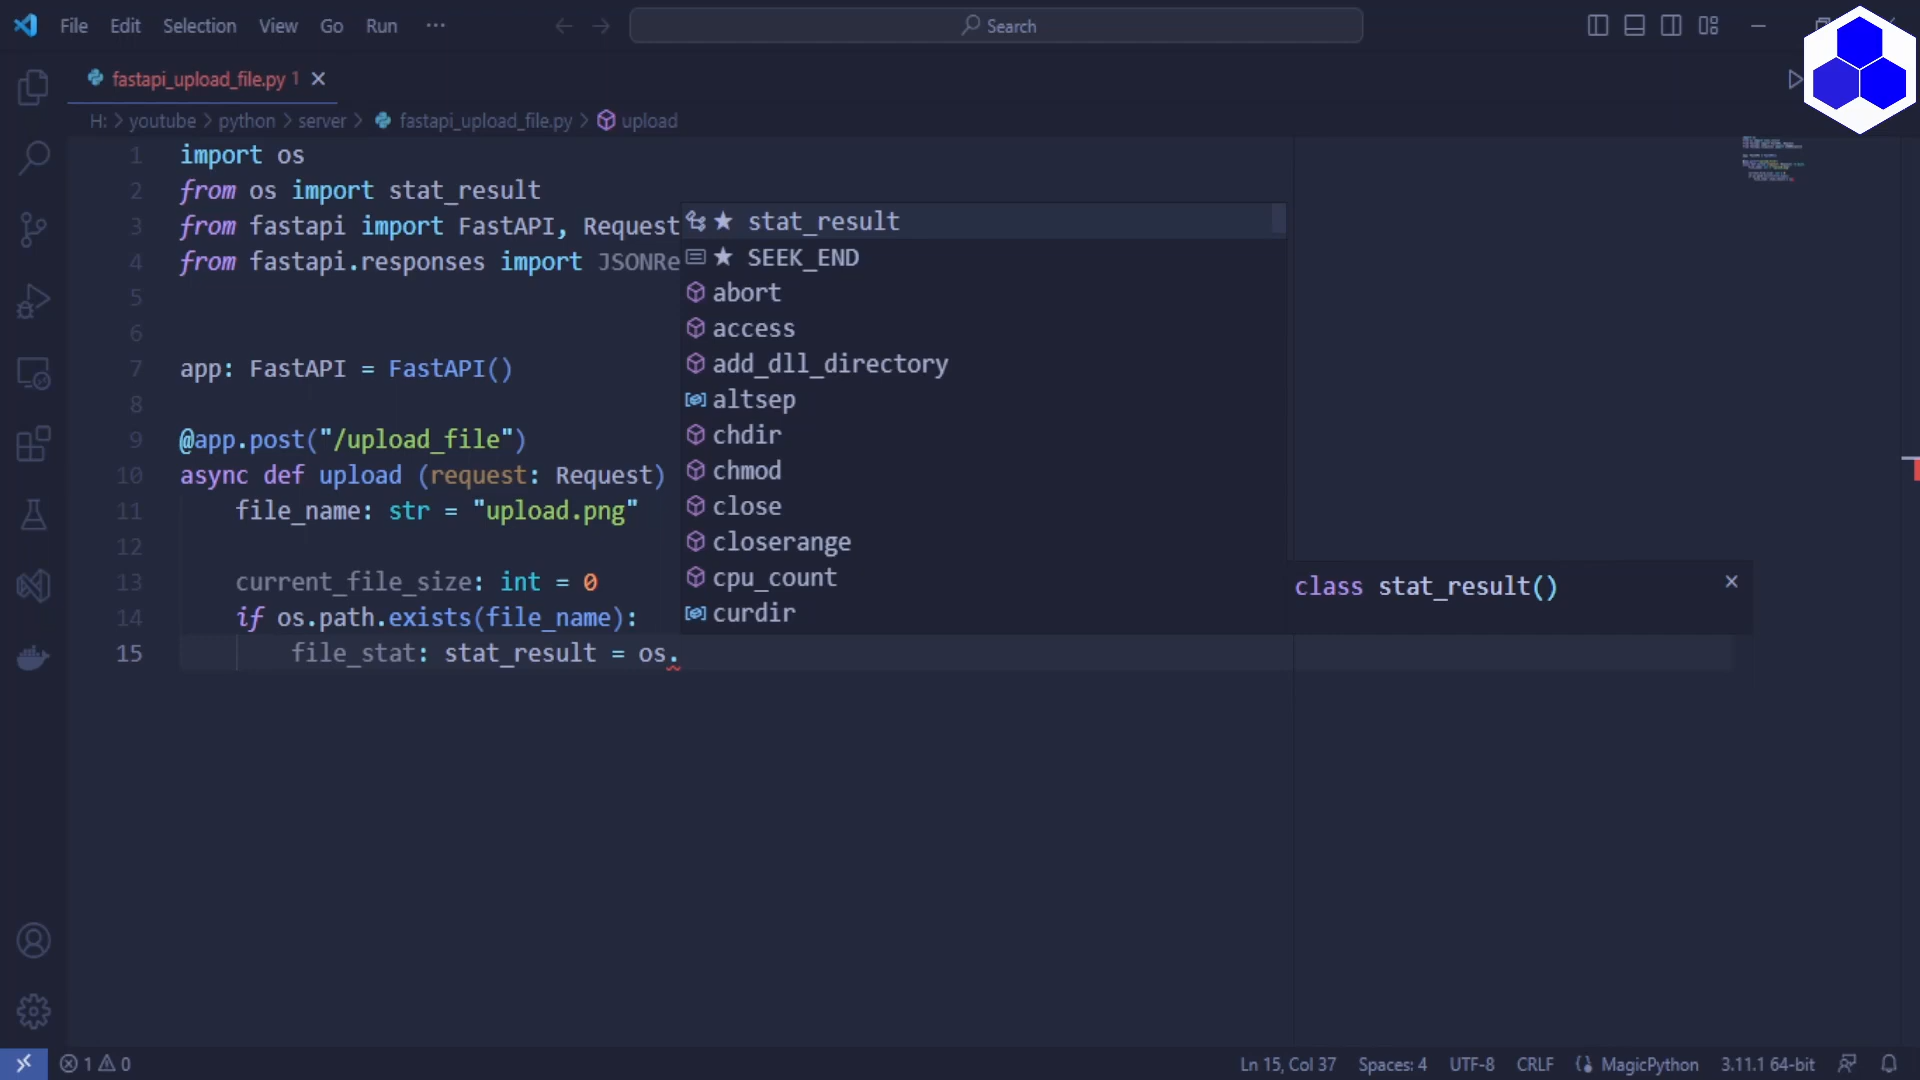 File Edit Selection View Go Run ··· Search
fastapi_upload_file.py 1
H: > youtube > python > server > fastapi_upload_file.py > upload
1 import os
2 from os import stat_result
3 from fastapi import FastAPI, Request
4 from fastapi.responses import JSONRe
5
6
7 app: FastAPI = FastAPI()
8
9 @app.post("/upload_file")
10 async def upload (request: Request)
11 file_name: str = "upload.png"
12
13 current_file_size: int = 0
14 if os.path.exists(file_name):
15 file_stat: stat_result = os.
stat_result
SEEK_END
abort
access
add_dll_directory
altsep
chdir
chmod
close
closerange
cpu_count
curdir
class stat_result()
1 0 Ln 15, Col 37 Spaces: 4 UTF-8 CRLF MagicPython 3.11.1 64-bit